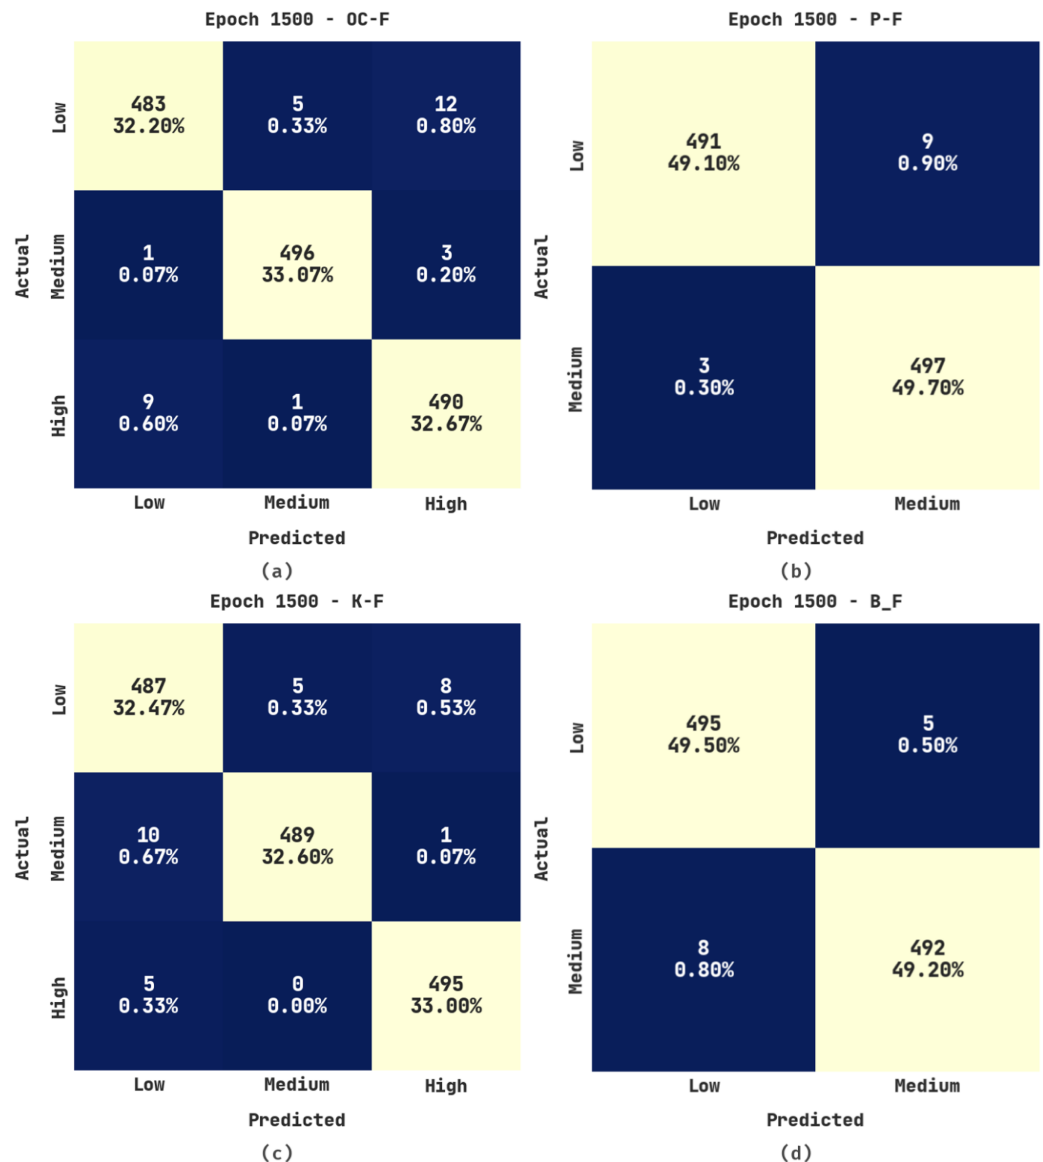 Epoch 1500 - OC-F
Actual
Low
483 5 12
32.20% 0.33% 0.80%
Medium
1 496 3
0.07% 33.07% 0.20%
High
9 1 490
0.60% 0.07% 32.67%
Low Medium High
Predicted
(a)
Epoch 1500 - P-F
Actual
Low
491 9
49.10% 0.90%
Medium
3 497
0.30% 49.70%
Low Medium
Predicted
(b)
Epoch 1500 - K-F
Actual
Low
487 5 8
32.47% 0.33% 0.53%
Medium
10 489 1
0.67% 32.60% 0.07%
High
5 0 495
0.33% 0.00% 33.00%
Low Medium High
Predicted
(c)
Epoch 1500 - B_F
Actual
Low
495 5
49.50% 0.50%
Medium
8 492
0.80% 49.20%
Low Medium
Predicted
(d)